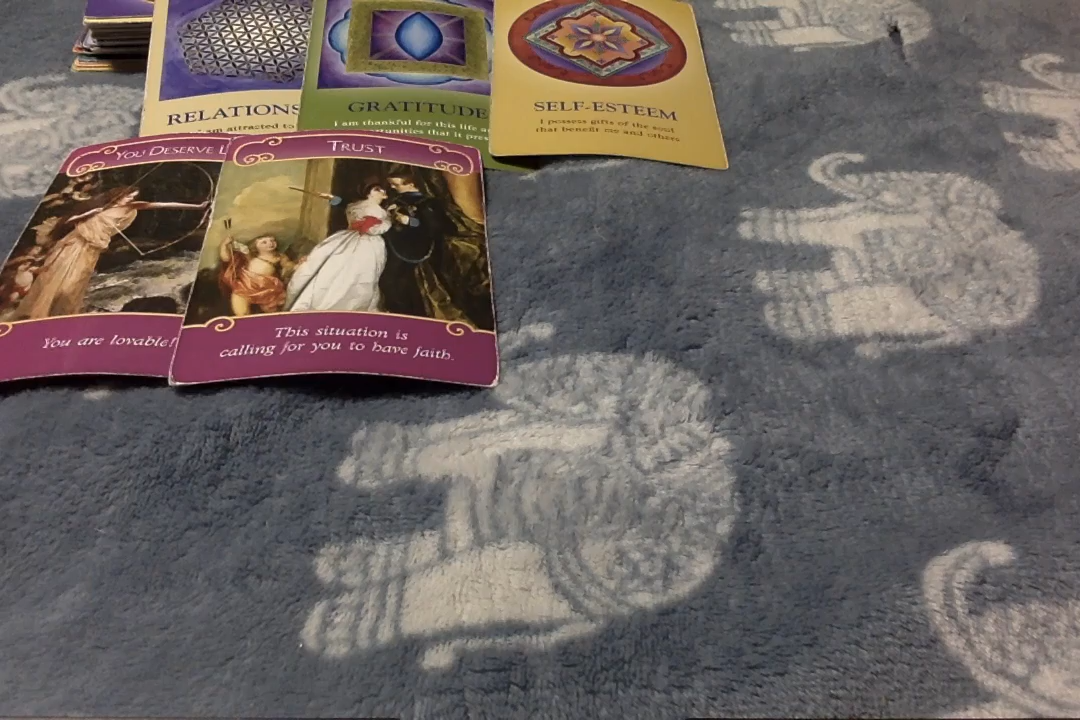 RELATIONS
am attracted to
GRATITUDE
I am thankful for this life a
opportunities that it pres
SELF-ESTEEM
I possess gifts of the soul
that benefit me and others
YOU DESERVE L
You are lovable!
TRUST
This situation is
calling for you to have faith.